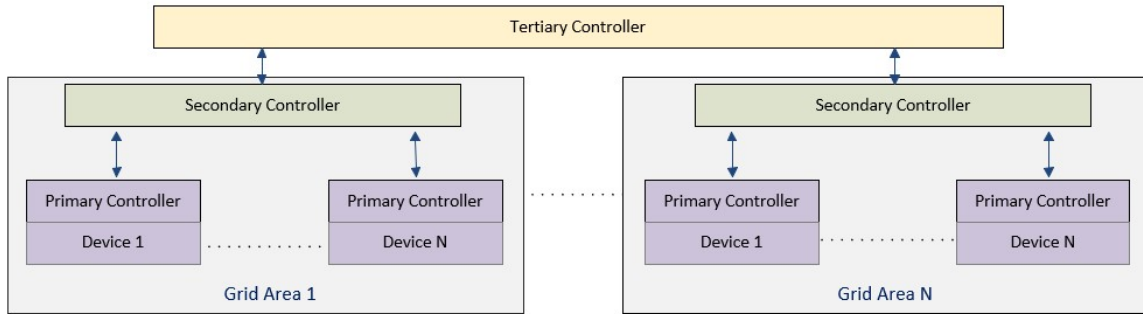 Tertiary Controller
Secondary Controller
Secondary Controller
Primary Controller
Primary Controller
Primary Controller
Primary Controller
Device 1
Device N
Device 1
Device N
Grid Area 1
Grid Area N